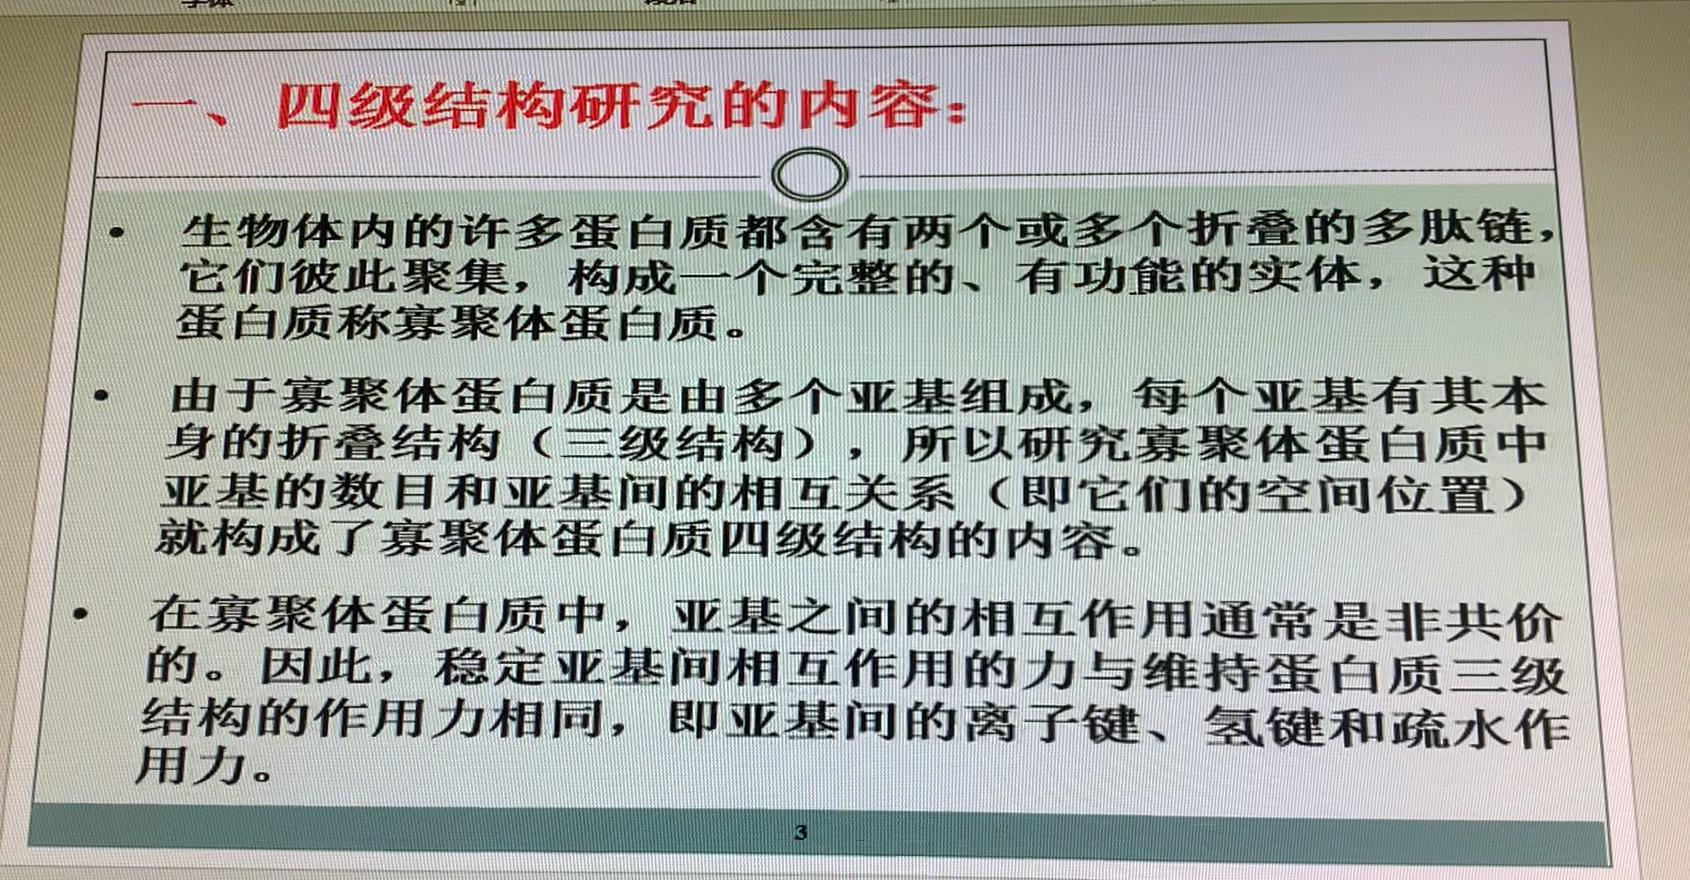 一、四级结构研究的内容：
• 生物体内的许多蛋白质都含有两个或多个折叠的多肽链，
它们彼此聚集，构成一个完整的、有功能的实体，这种
蛋白质称寡聚体蛋白质。
• 由于寡聚体蛋白质是由多个亚基组成，每个亚基有其本
身的折叠结构（三级结构），所以研究寡聚体蛋白质中
亚基的数目和亚基间的相互关系（即它们的空间位置）
就构成了寡聚体蛋白质四级结构的内容。
• 在寡聚体蛋白质中，亚基之间的相互作用通常是非共价
的。因此，稳定亚基间相互作用的力与维持蛋白质三级
结构的作用力相同，即亚基间的离子键、氢键和疏水作
用力。
3